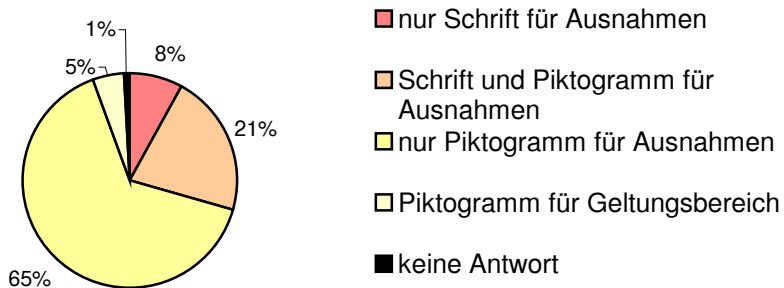 1%
8%
5%
21%
65%
nur Schrift für Ausnahmen
Schrift und Piktogramm für
Ausnahmen
nur Piktogramm für Ausnahmen
Piktogramm für Geltungsbereich
keine Antwort